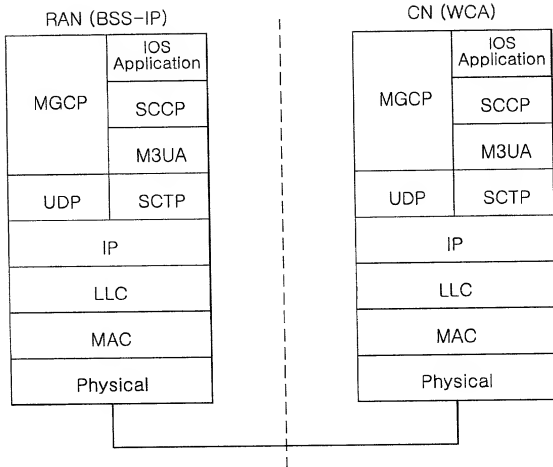 RAN (BSS-IP)
MGCP
IOS
Application
SCCP
M3UA
UDP
SCTP
IP
LLC
MAC
Physical
CN (WCA)
MGCP
IOS
Application
SCCP
M3UA
UDP
SCTP
IP
LLC
MAC
Physical